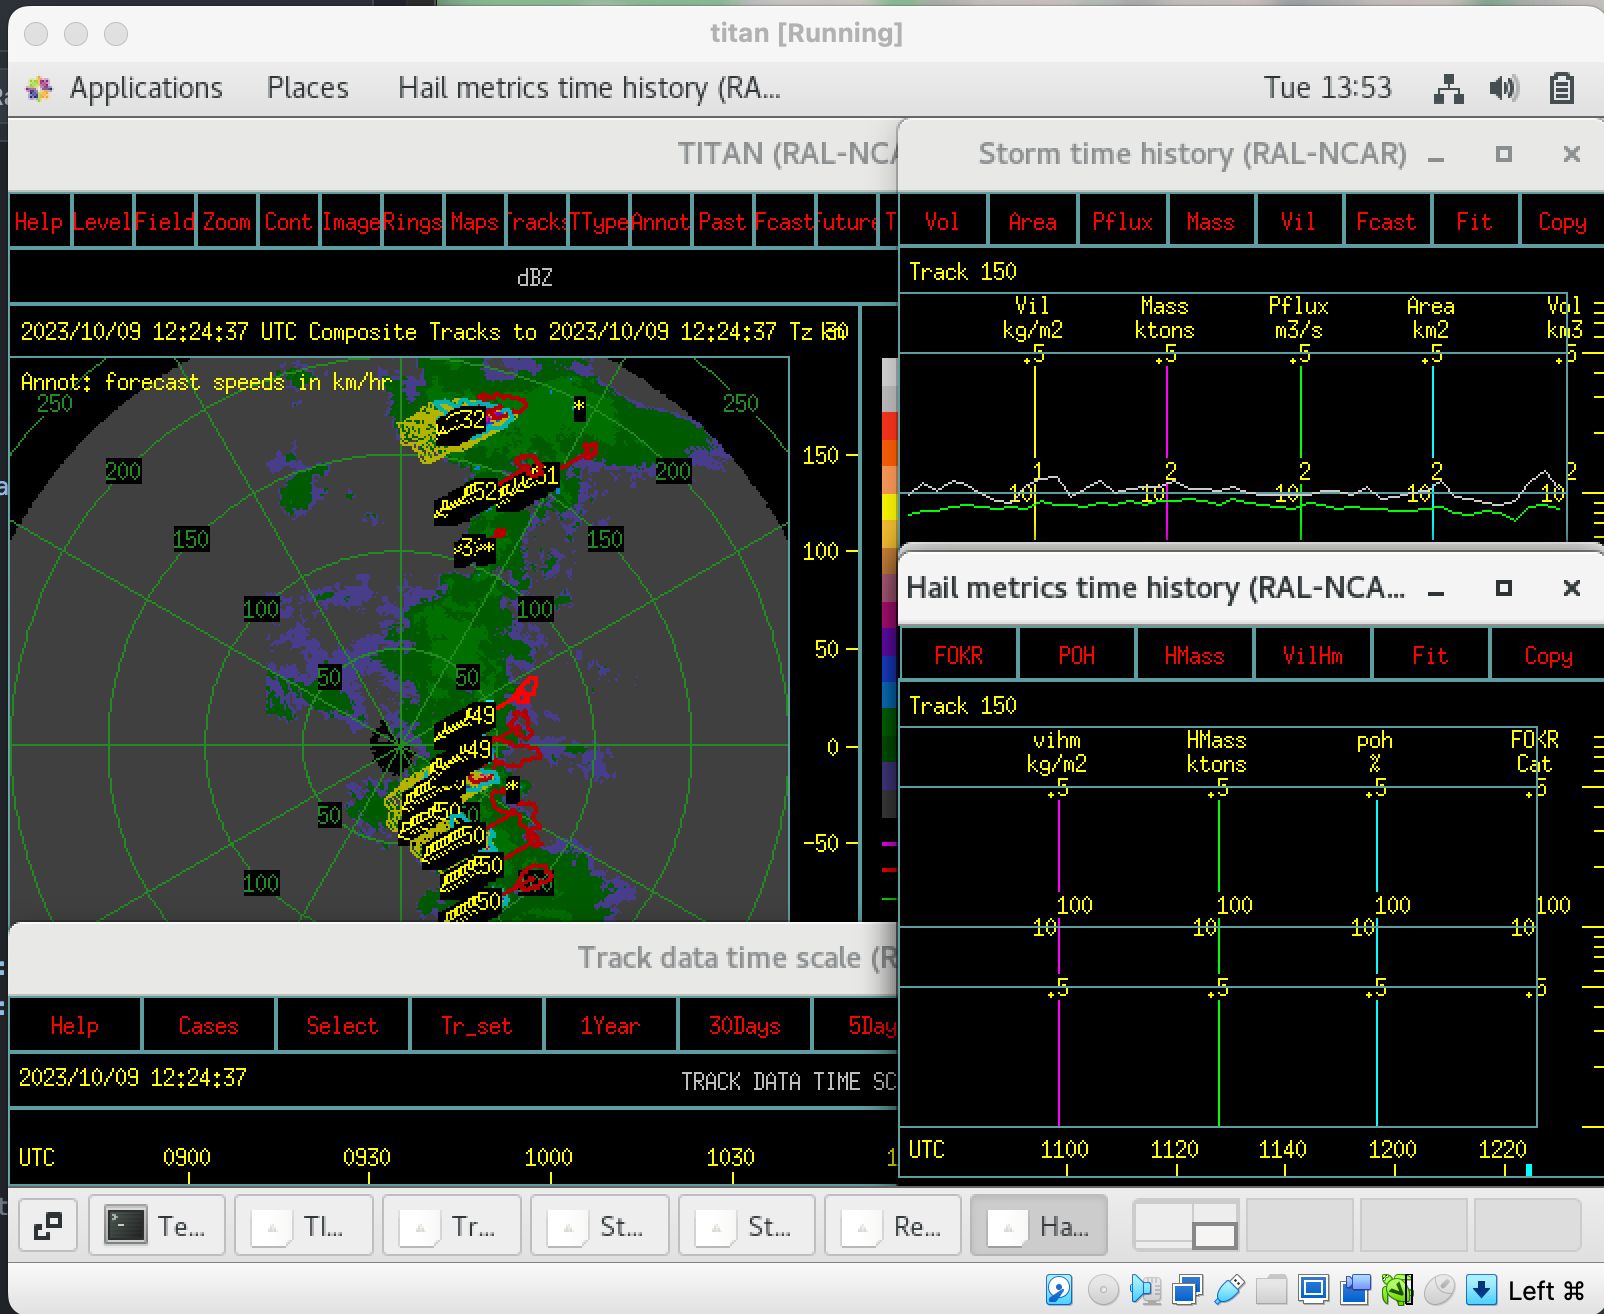 titan [Running]
Applications Places Hail metrics time history (RA... Tue 13:53
TITAN (RAL-NCA
Help Level Field Zoom Cont Image Rings Maps Tracks TType Annot Past Fcast Future T
dBZ
2023/10/09 12:24:37 UTC Composite Tracks to 2023/10/09 12:24:37 Tz
Annot: forecast speeds in km/hr
250 250
32 *
200 200
52 51
150 150
100 100
50 50
49
49
*
50 50
50
50
100
50
150
100
50
0
-50
Storm time history (RAL-NCAR)
Vol Area Pflux Mass Vil Fcast Fit Copy
Track 150
Vil Mass Pflux Area Vol
kg/m2 ktons m3/s km2 km3
.5 .5 .5 .5 .5
1 2 2 2 2
10 10 10 10 10
Hail metrics time history (RAL-NCA...
FOKR POH HMass VilHm Fit Copy
Track 150
vihm HMass poh FOKR
kg/m2 ktons % Cat
.5 .5 .5 .5
100 100 100 100
10 10 10 10
.5 .5 .5 .5
UTC 1100 1120 1140 1200 1220
Track data time scale (R
Help Cases Select Tr_set 1Year 30Days 5Day
2023/10/09 12:24:37 TRACK DATA TIME SC
UTC 0900 0930 1000 1030 1
Te... TI... Tr... St... St... Re... Ha...
Left ⌘